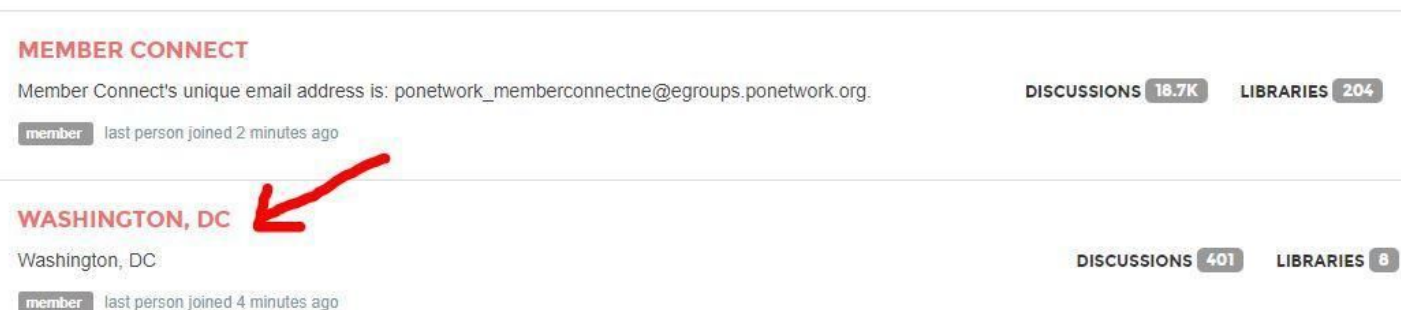 MEMBER CONNECT
Member Connect's unique email address is: ponetwork_memberconnectne@egroups.ponetwork.org.
DISCUSSIONS 18.7K LIBRARIES 204
member last person joined 2 minutes ago
WASHINGTON, DC
Washington, DC
DISCUSSIONS 401 LIBRARIES 8
member last person joined 4 minutes ago